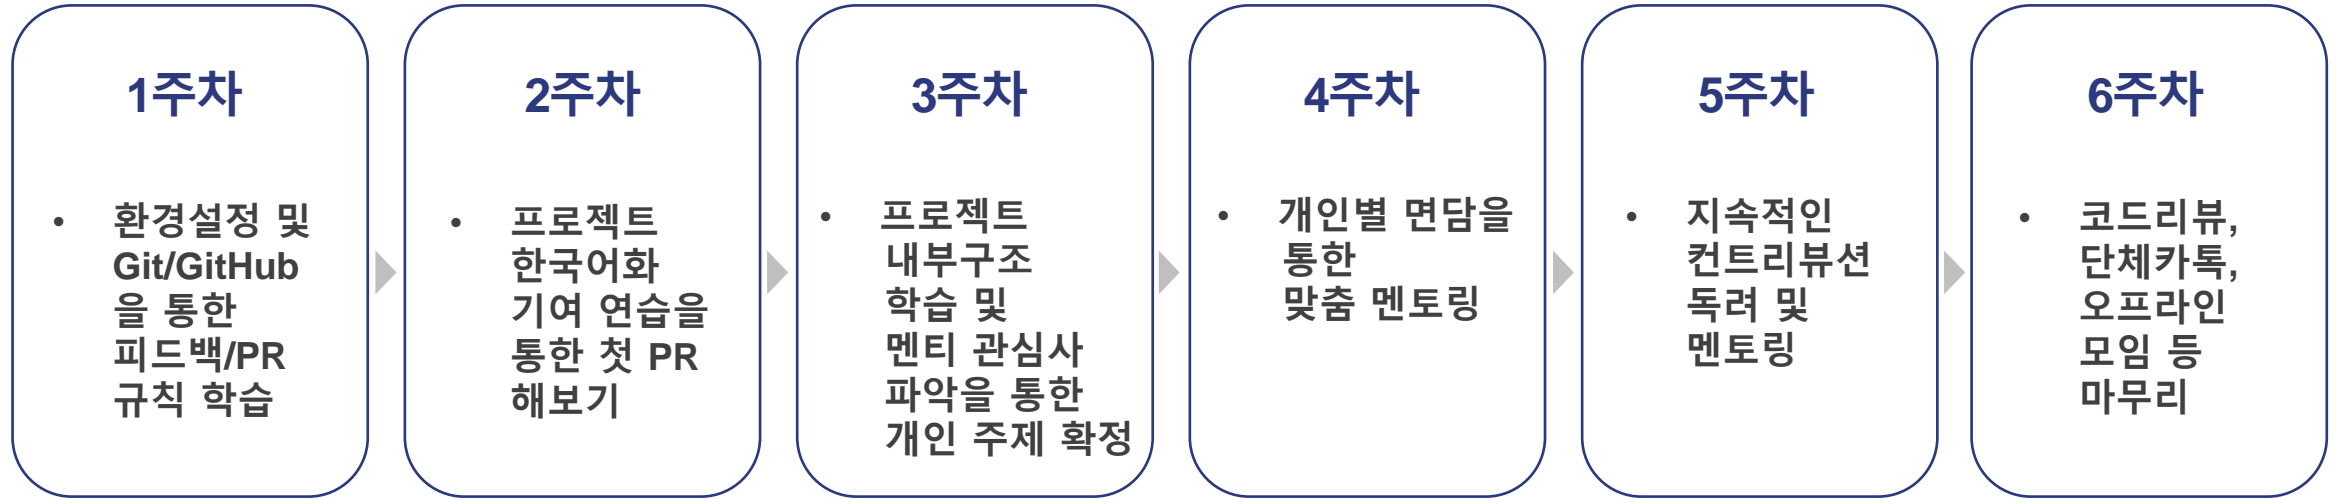 1주차
• 환경설정 및
Git/GitHub
을 통한
피드백/PR
규칙 학습
2주차
• 프로젝트
한국어화
기여 연습을
통한 첫 PR
해보기
3주차
• 프로젝트
내부구조
학습 및
멘티 관심사
파악을 통한
개인 주제 확정
4주차
• 개인별 면담을
통한
맞춤 멘토링
5주차
• 지속적인
컨트리뷰션
독려 및
멘토링
6주차
• 코드리뷰,
단체카톡,
오프라인
모임 등
마무리